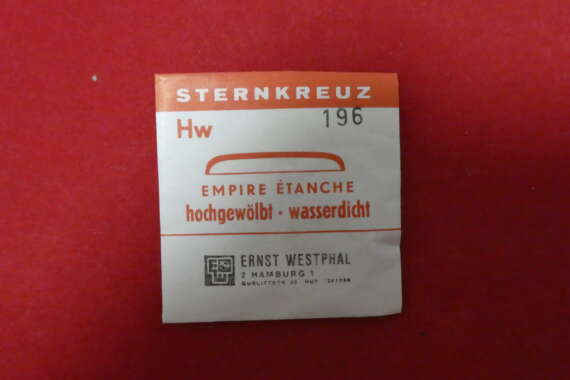 STERNKREUZ
Hw 196
EMPIRE ÉTANCHE
hochgewölbt · wasserdicht
ERNST WESTPHAL
2 HAMBURG 1